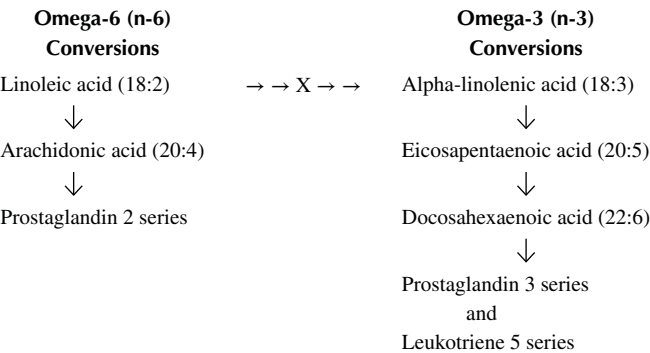 Omega-6 (n-6)
Conversions
Linoleic acid (18:2)
Arachidonic acid (20:4)
Prostaglandin 2 series
→ → X → →
Omega-3 (n-3)
Conversions
Alpha-linolenic acid (18:3)
Eicosapentaenoic acid (20:5)
Docosahexaenoic acid (22:6)
Prostaglandin 3 series
and
Leukotriene 5 series